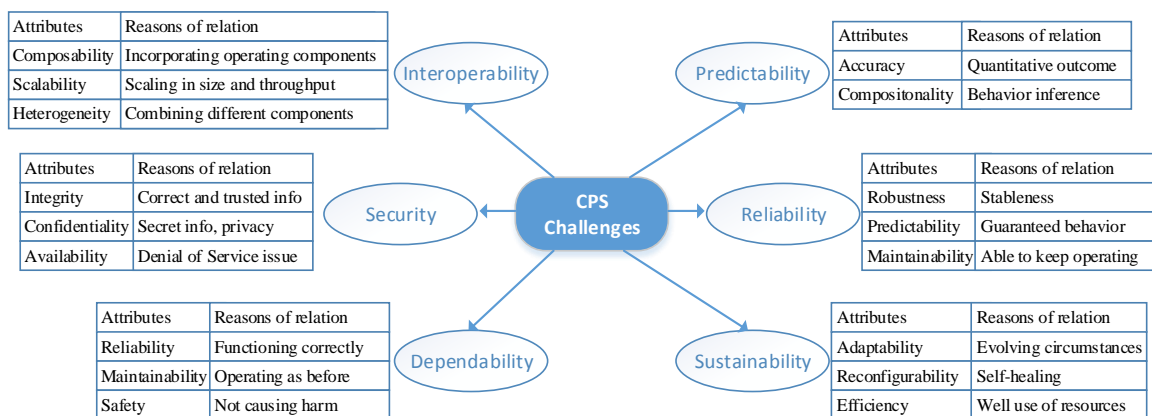 Attributes Reasons of relation
Composability Incorporating operating components
Scalability Scaling in size and throughput
Heterogeneity Combining different components
Interoperability
Predictability
Attributes Reasons of relation
Accuracy Quantitative outcome
Compositonality Behavior inference
Attributes Reasons of relation
Integrity Correct and trusted info
Confidentiality Secret info, privacy
Availability Denial of Service issue
Security
CPS
Challenges
Reliability
Attributes Reasons of relation
Robustness Stableness
Predictability Guaranteed behavior
Maintainability Able to keep operating
Attributes Reasons of relation
Reliability Functioning correctly
Maintainability Operating as before
Safety Not causing harm
Dependability
Sustainability
Attributes Reasons of relation
Adaptability Evolving circumstances
Reconfigurability Self-healing
Efficiency Well use of resources